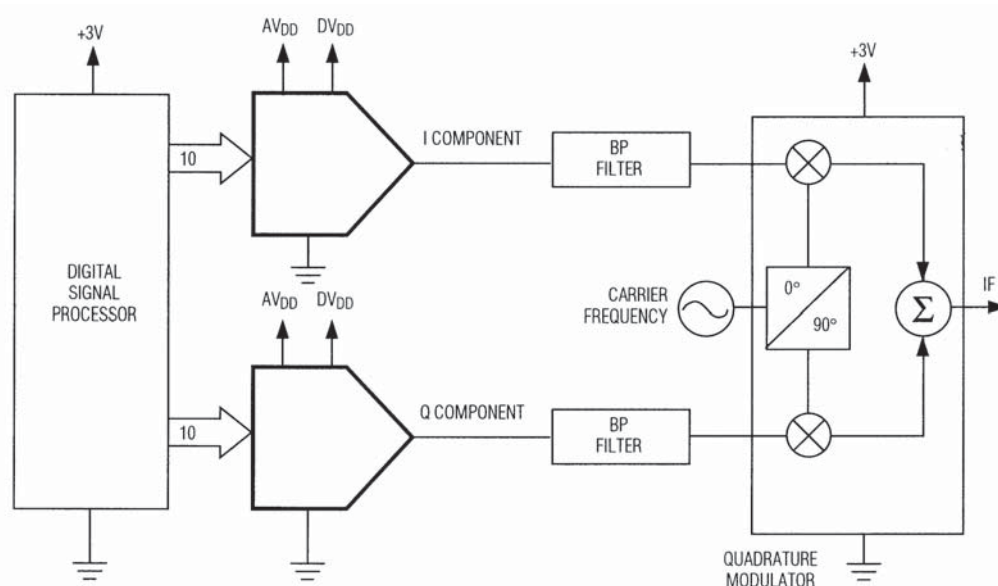 +3V
AVDD
DVDD
+3V
I COMPONENT
BP
FILTER
10
DIGITAL
SIGNAL
PROCESSOR
AVDD
DVDD
CARRIER
FREQUENCY
0°
90°
Σ
IF
Q COMPONENT
BP
FILTER
10
QUADRATURE
MODULATOR